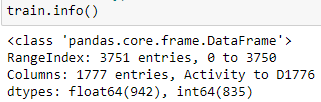 train.info()
<class 'pandas.core.frame.DataFrame'>
RangeIndex: 3751 entries, 0 to 3750
Columns: 1777 entries, Activity to D1776
dtypes: float64(942), int64(835)